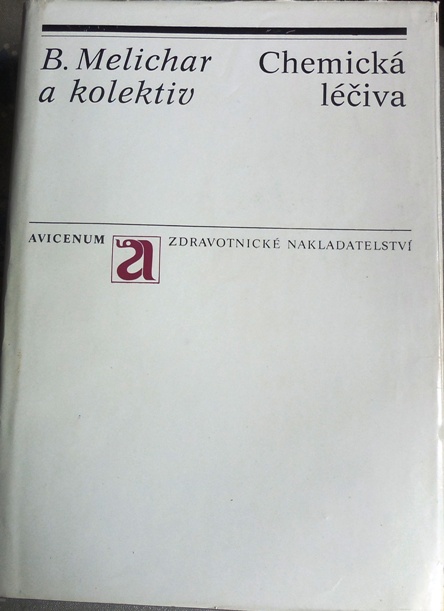 B. Melichar
a kolektiv
Chemická
léčiva
AVICENUM ZDRAVOTNICKÉ NAKLADATELSTVÍ